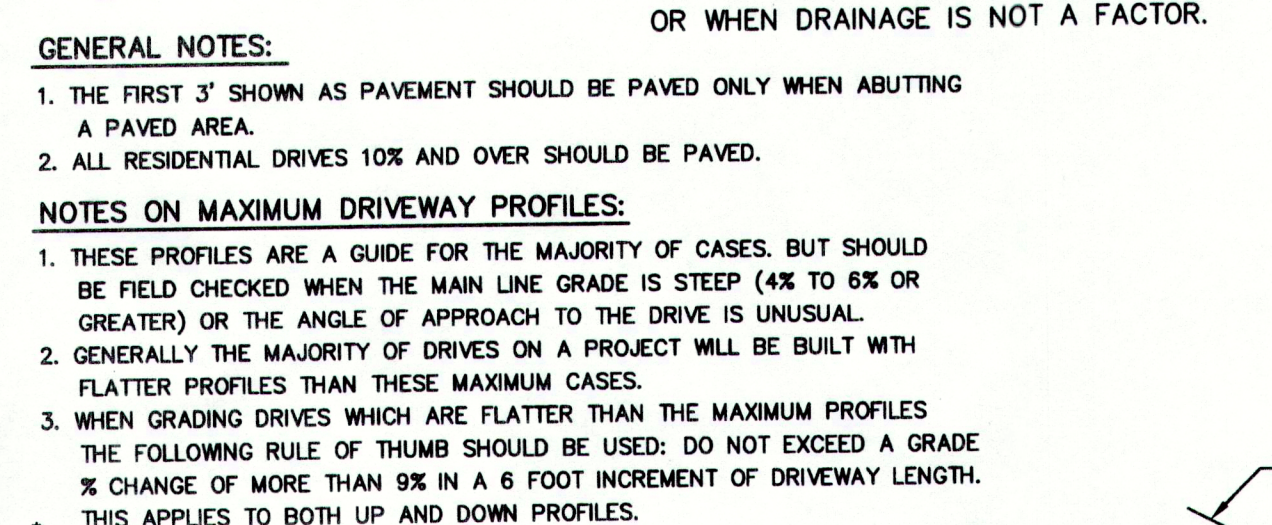 OR WHEN DRAINAGE IS NOT A FACTOR.
GENERAL NOTES:
1. THE FIRST 3' SHOWN AS PAVEMENT SHOULD BE PAVED ONLY WHEN ABUTTING
A PAVED AREA.
2. ALL RESIDENTIAL DRIVES 10% AND OVER SHOULD BE PAVED.
NOTES ON MAXIMUM DRIVEWAY PROFILES:
1. THESE PROFILES ARE A GUIDE FOR THE MAJORITY OF CASES. BUT SHOULD
BE FIELD CHECKED WHEN THE MAIN LINE GRADE IS STEEP (4% TO 6% OR
GREATER) OR THE ANGLE OF APPROACH TO THE DRIVE IS UNUSUAL.
2. GENERALLY THE MAJORITY OF DRIVES ON A PROJECT WILL BE BUILT WITH
FLATTER PROFILES THAN THESE MAXIMUM CASES.
3. WHEN GRADING DRIVES WHICH ARE FLATTER THAN THE MAXIMUM PROFILES
THE FOLLOWING RULE OF THUMB SHOULD BE USED: DO NOT EXCEED A GRADE
% CHANGE OF MORE THAN 9% IN A 6 FOOT INCREMENT OF DRIVEWAY LENGTH.
THIS APPLIES TO BOTH UP AND DOWN PROFILES.